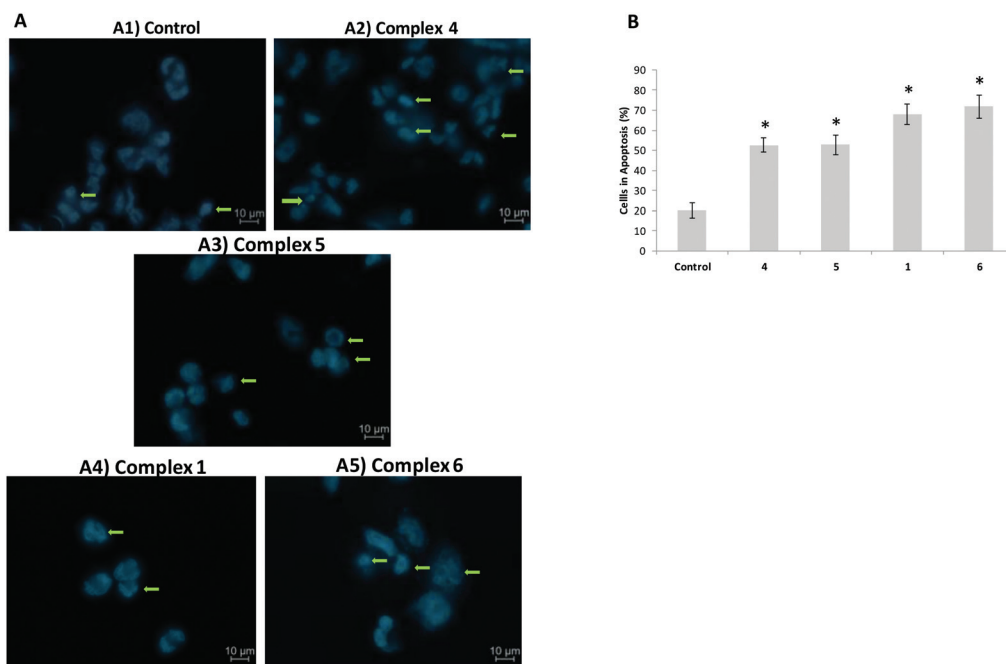 A
A1) Control
10 µm
A2) Complex 4
10 µm
A3) Complex 5
10 µm
A4) Complex 1
10 µm
A5) Complex 6
10 µm
B
Cellls in Apoptosis (%)
90
80
70
60
50
40
30
20
10
0
* * * *
Control 4 5 1 6